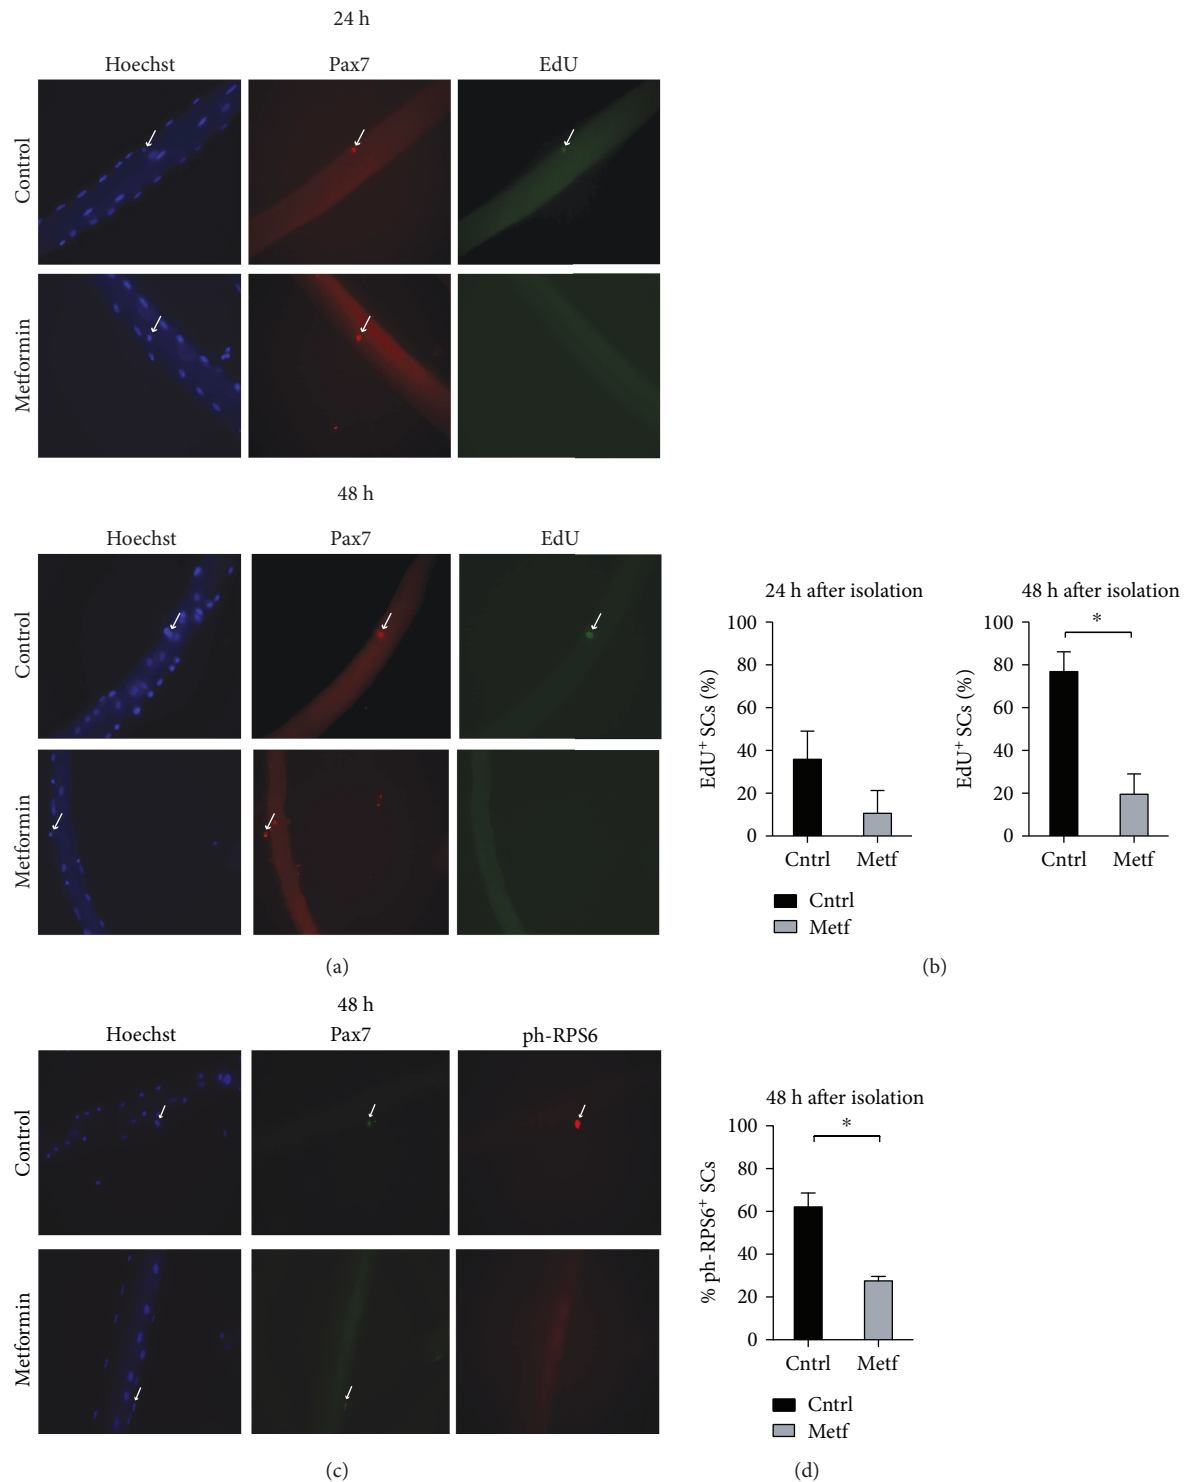 24 h
Hoechst Pax7 EdU
Control
Metformin
48 h
Hoechst Pax7 EdU
Control
Metformin
(a)
24 h after isolation
EdU⁺ SCs (%)
100
80
60
40
20
0
Cntrl Metf
Cntrl
Metf
48 h after isolation
EdU⁺ SCs (%)
100
80
60
40
20
0
*
Cntrl Metf
(b)
48 h
Hoechst Pax7 ph-RPS6
Control
Metformin
(c)
48 h after isolation
% ph-RPS6⁺ SCs
100
80
60
40
20
0
*
Cntrl Metf
Cntrl
Metf
(d)